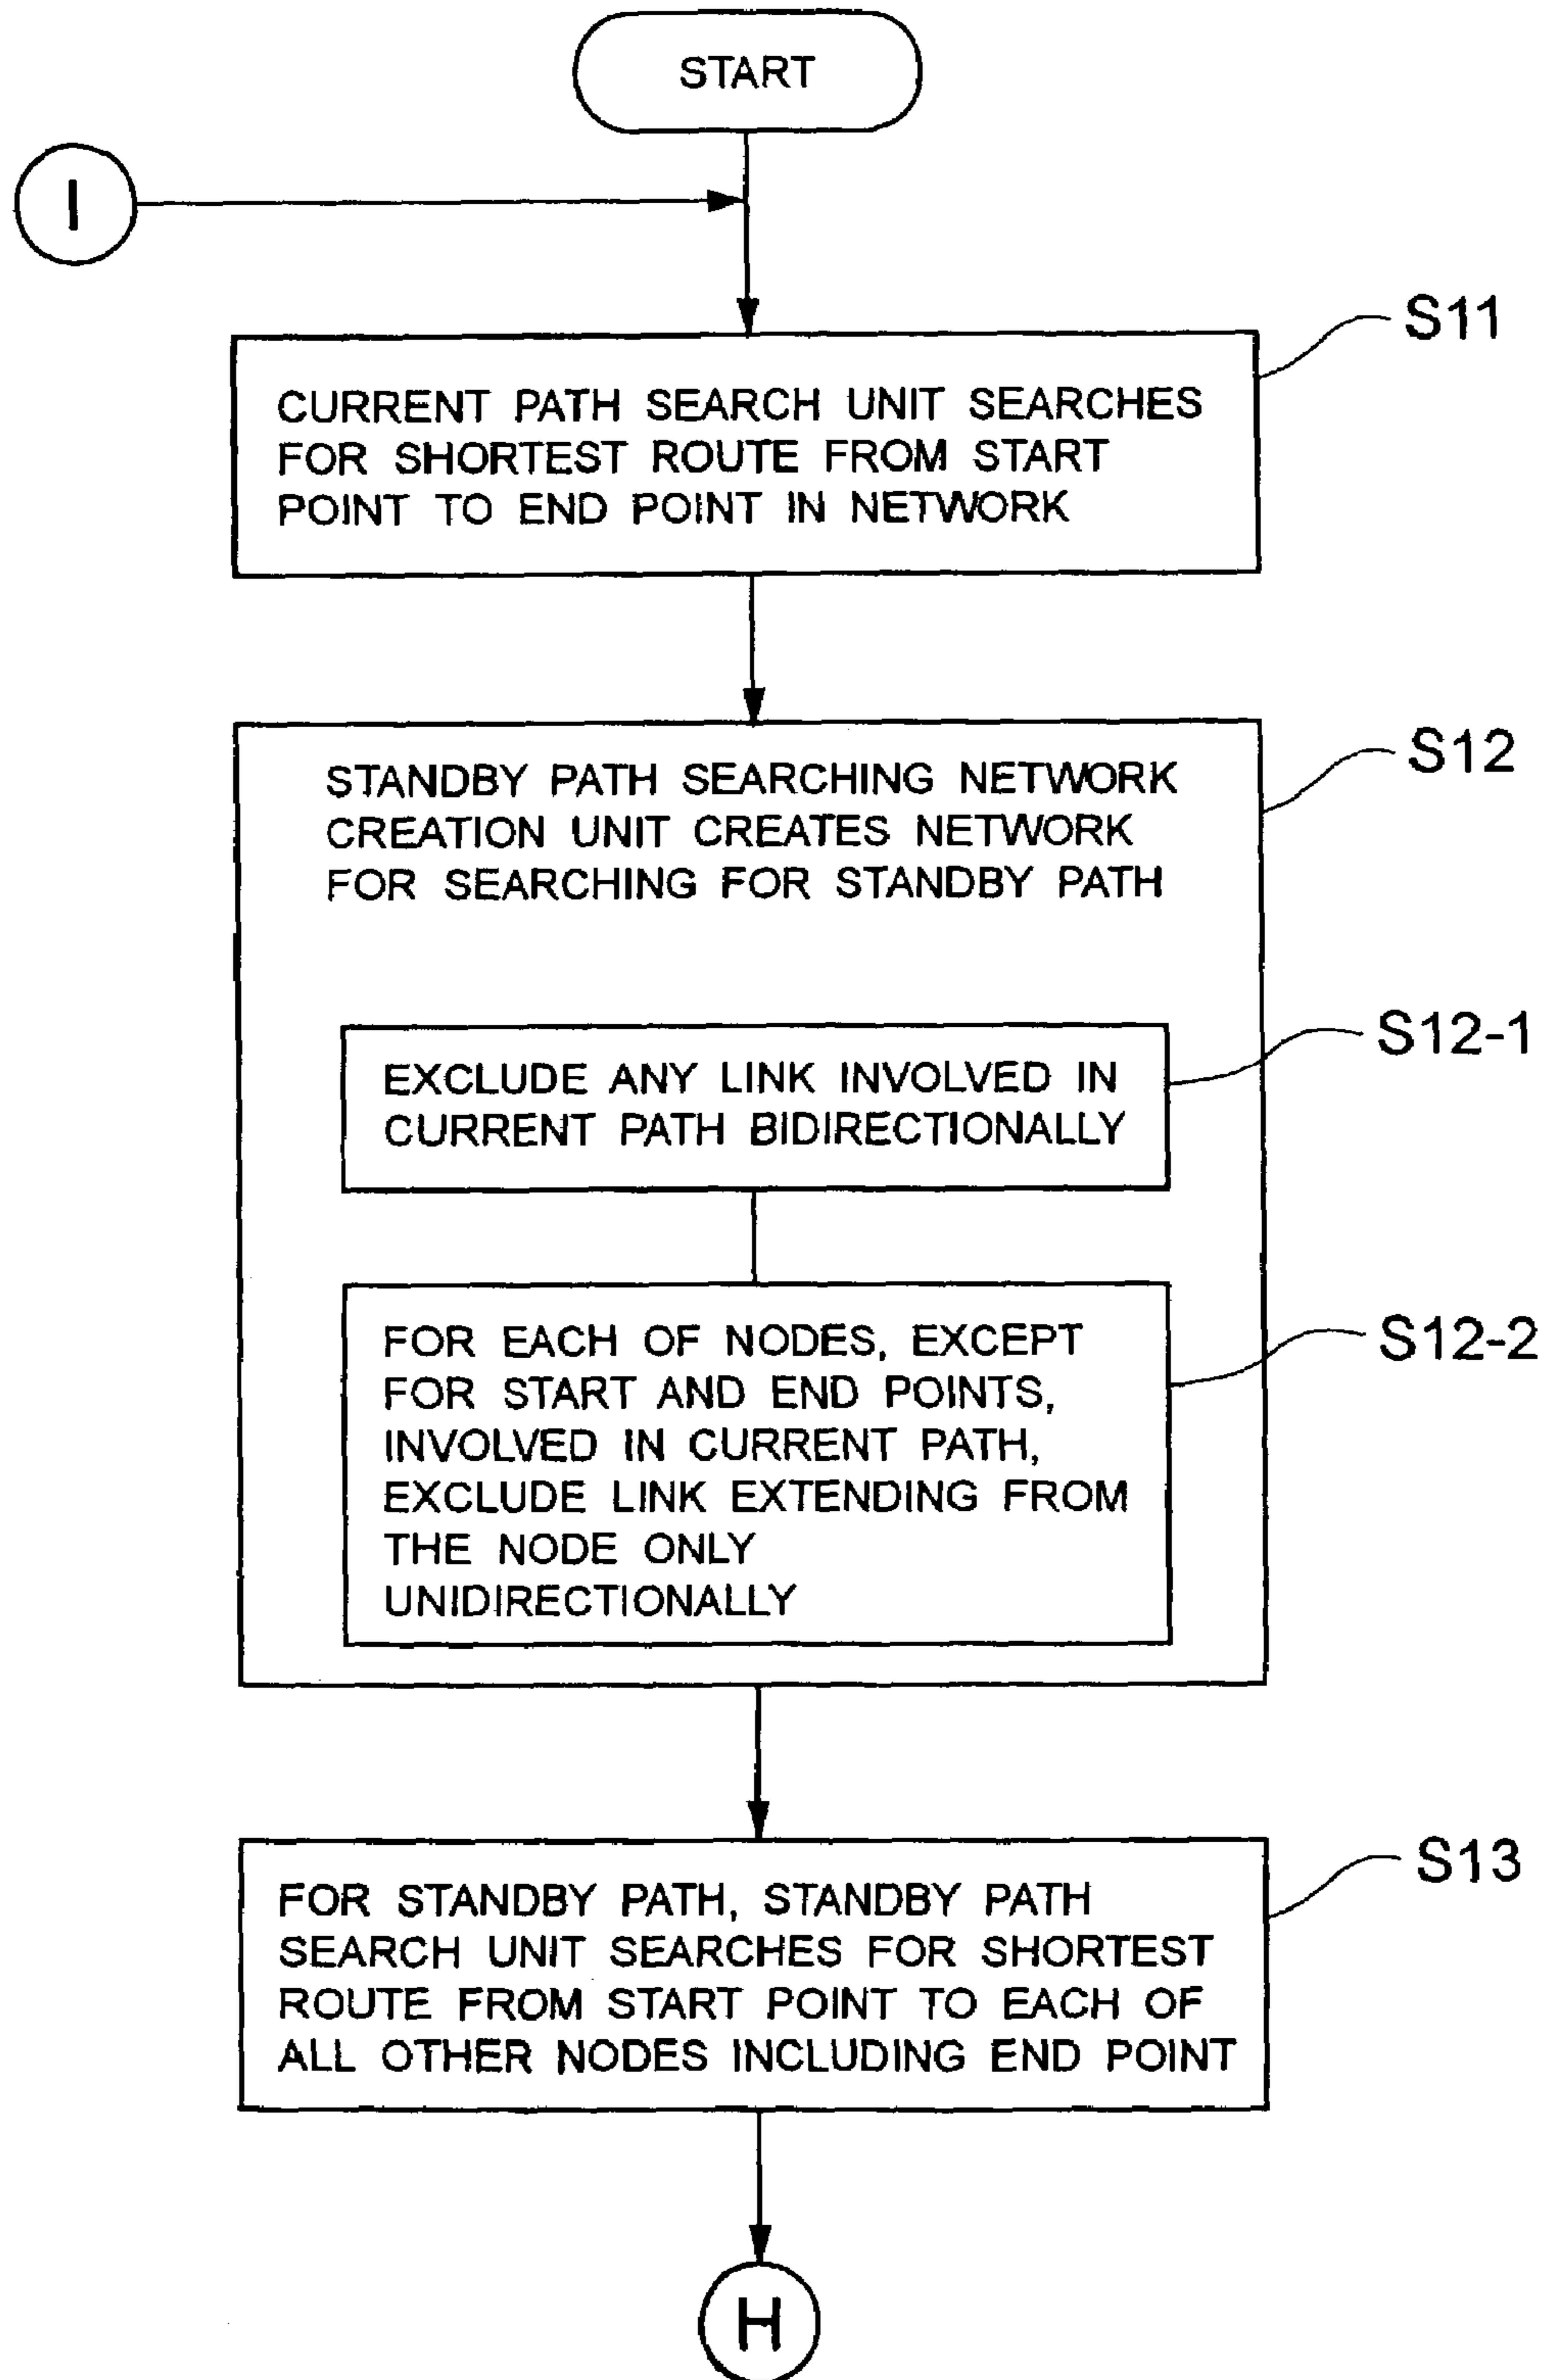 START
I
S11
CURRENT PATH SEARCH UNIT SEARCHES
FOR SHORTEST ROUTE FROM START
POINT TO END POINT IN NETWORK
S12
STANDBY PATH SEARCHING NETWORK
CREATION UNIT CREATES NETWORK
FOR SEARCHING FOR STANDBY PATH
S12-1
EXCLUDE ANY LINK INVOLVED IN
CURRENT PATH BIDIRECTIONALLY
S12-2
FOR EACH OF NODES, EXCEPT
FOR START AND END POINTS,
INVOLVED IN CURRENT PATH,
EXCLUDE LINK EXTENDING FROM
THE NODE ONLY
UNIDIRECTIONALLY
S13
FOR STANDBY PATH, STANDBY PATH
SEARCH UNIT SEARCHES FOR SHORTEST
ROUTE FROM START POINT TO EACH OF
ALL OTHER NODES INCLUDING END POINT
H